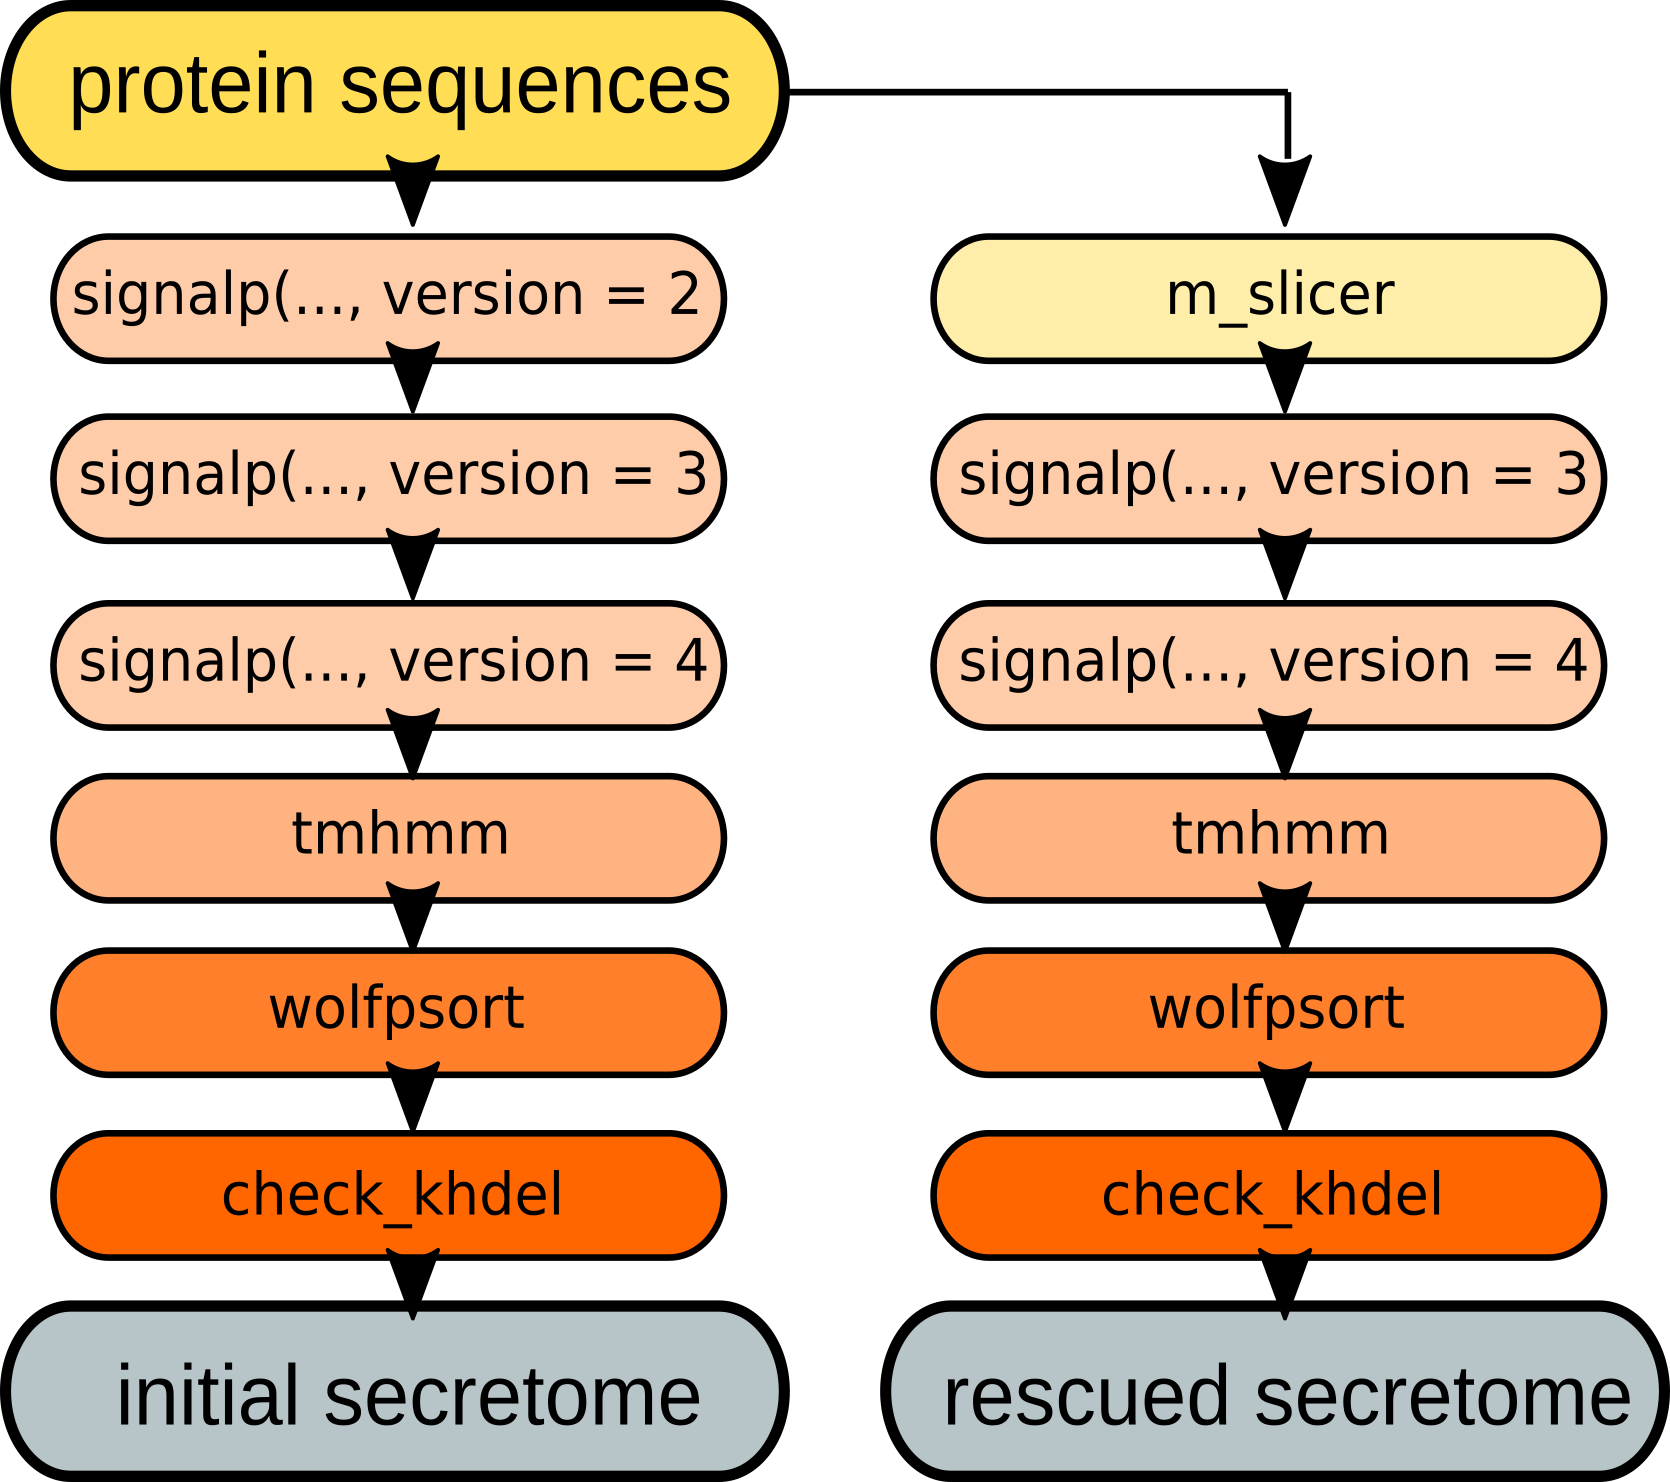 protein sequences
signalp(..., version = 2
m_slicer
signalp(..., version = 3
signalp(..., version = 3
signalp(..., version = 4
signalp(..., version = 4
tmhmm
tmhmm
wolfpsort
wolfpsort
check_khdel
check_khdel
initial secretome
rescued secretome